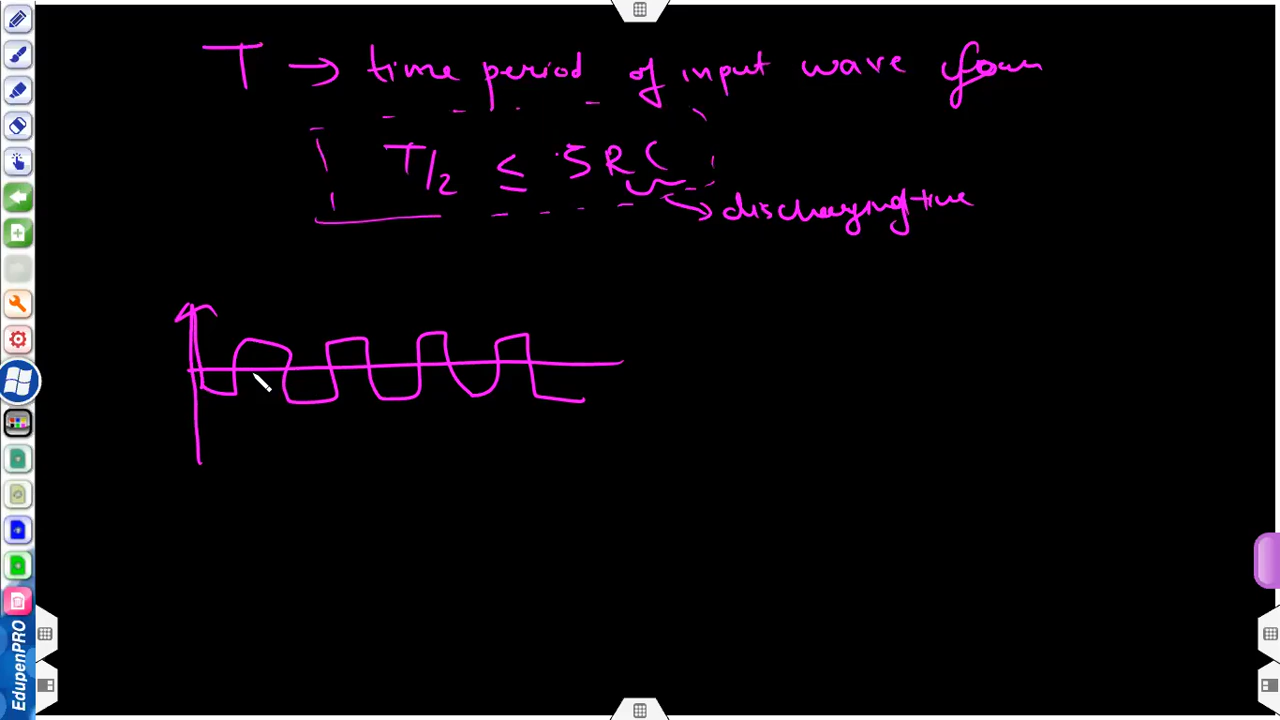 T → time period of input wave form
T/2 ≤ .5RC
→ discharging time
EdupenPRO